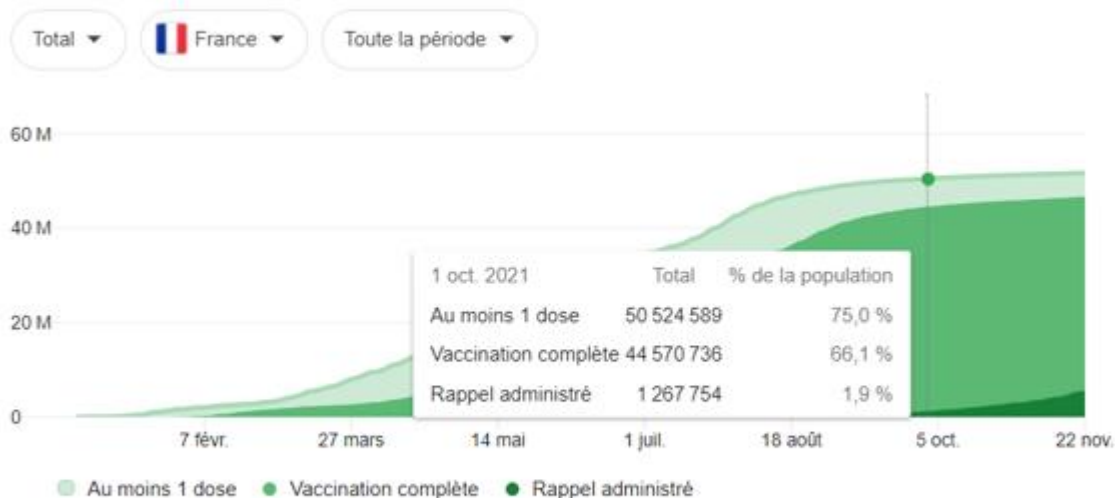 Total France Toute la période
60 M
40 M
20 M
0
1 oct. 2021 Total % de la population
Au moins 1 dose 50 524 589 75,0 %
Vaccination complète 44 570 736 66,1 %
Rappel administré 1 267 754 1,9 %
7 févr. 27 mars 14 mai 1 juil. 18 août 5 oct. 22 nov.
Au moins 1 dose Vaccination complète Rappel administré